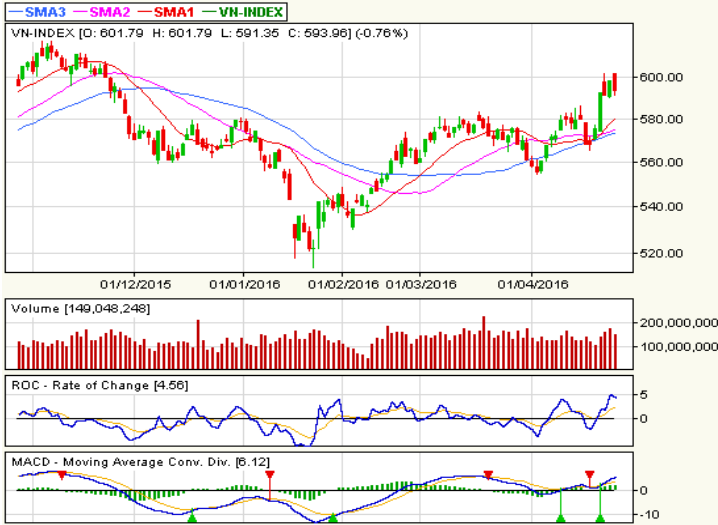 SMA3 SMA2 SMA1 VN-INDEX
VN-INDEX [O: 601.79 H: 601.79 L: 591.35 C: 593.96] (-0.76%)
600.00
580.00
560.00
540.00
520.00
01/12/2015 01/01/2016 01/02/2016 01/03/2016 01/04/2016
Volume [149,048,248]
200,000,000
100,000,000
ROC - Rate of Change [4.56]
5
0
MACD - Moving Average Conv. Div. [6.12]
0
-10